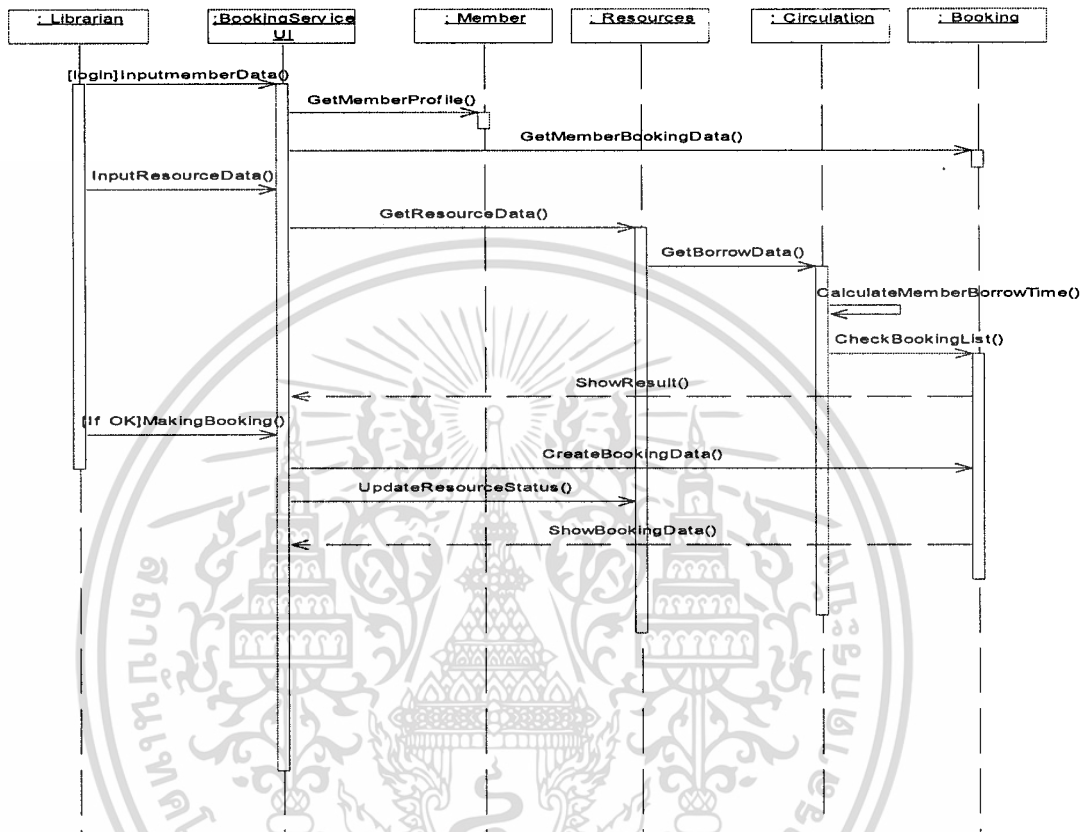 : Librarian
:BookingService
UI
: Member
: Resources
: Circulation
: Booking
[login]InputmemberData()
GetMemberProfile()
GetMemberBookingData()
InputResourceData()
GetResourceData()
GetBorrowData()
CalculateMemberBorrowTime()
CheckBookingList()
ShowResult()
[If OK]MakingBooking()
CreateBookingData()
UpdateResourceStatus()
ShowBookingData()